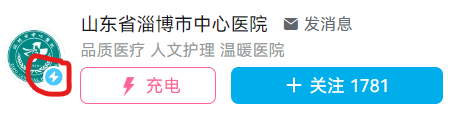 山东省淄博市中心医院 发消息
品质医疗 人文护理 温暖医院
充电 + 关注 1781